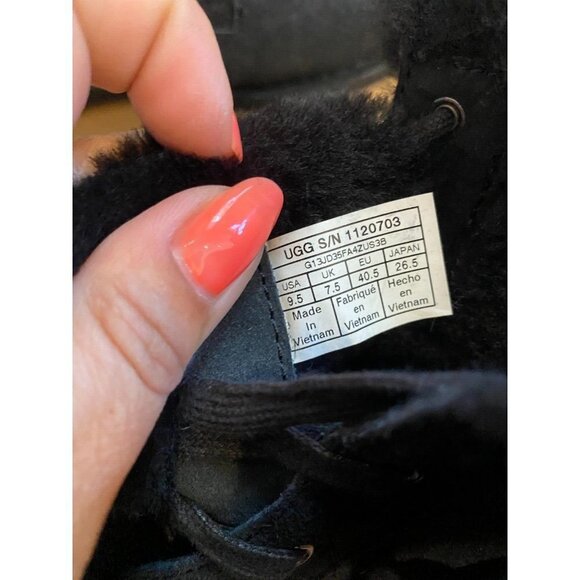 UGG S/N 1120703
G13JD35FA4ZUS3B
USA UK EU JAPAN
9.5 7.5 40.5 26.5
Made Fabriqué Hecho
In en en
Vietnam Vietnam Vietnam